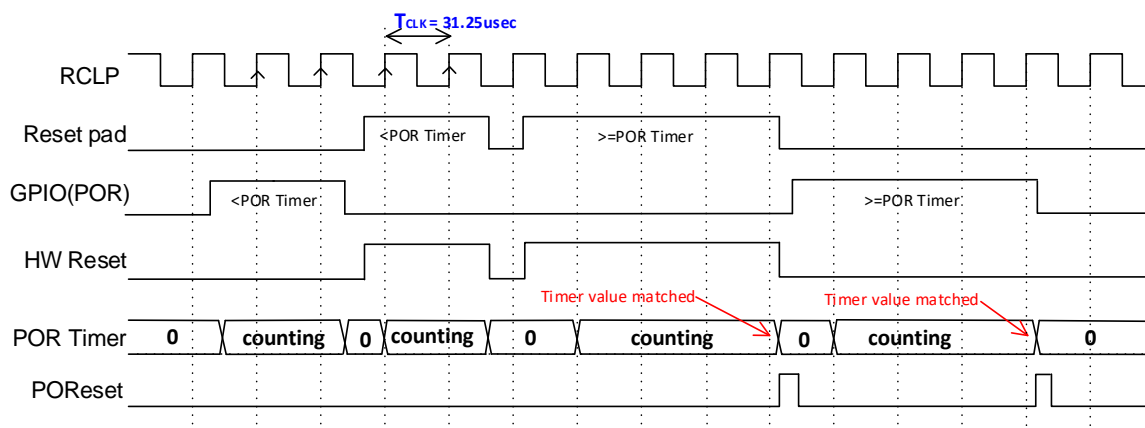 TCLK = 31.25usec
RCLP
Reset pad
<POR Timer
>=POR Timer
GPIO(POR)
<POR Timer
>=POR Timer
HW Reset
Timer value matched
Timer value matched
POR Timer
0
counting
0
counting
0
counting
0
counting
0
POReset